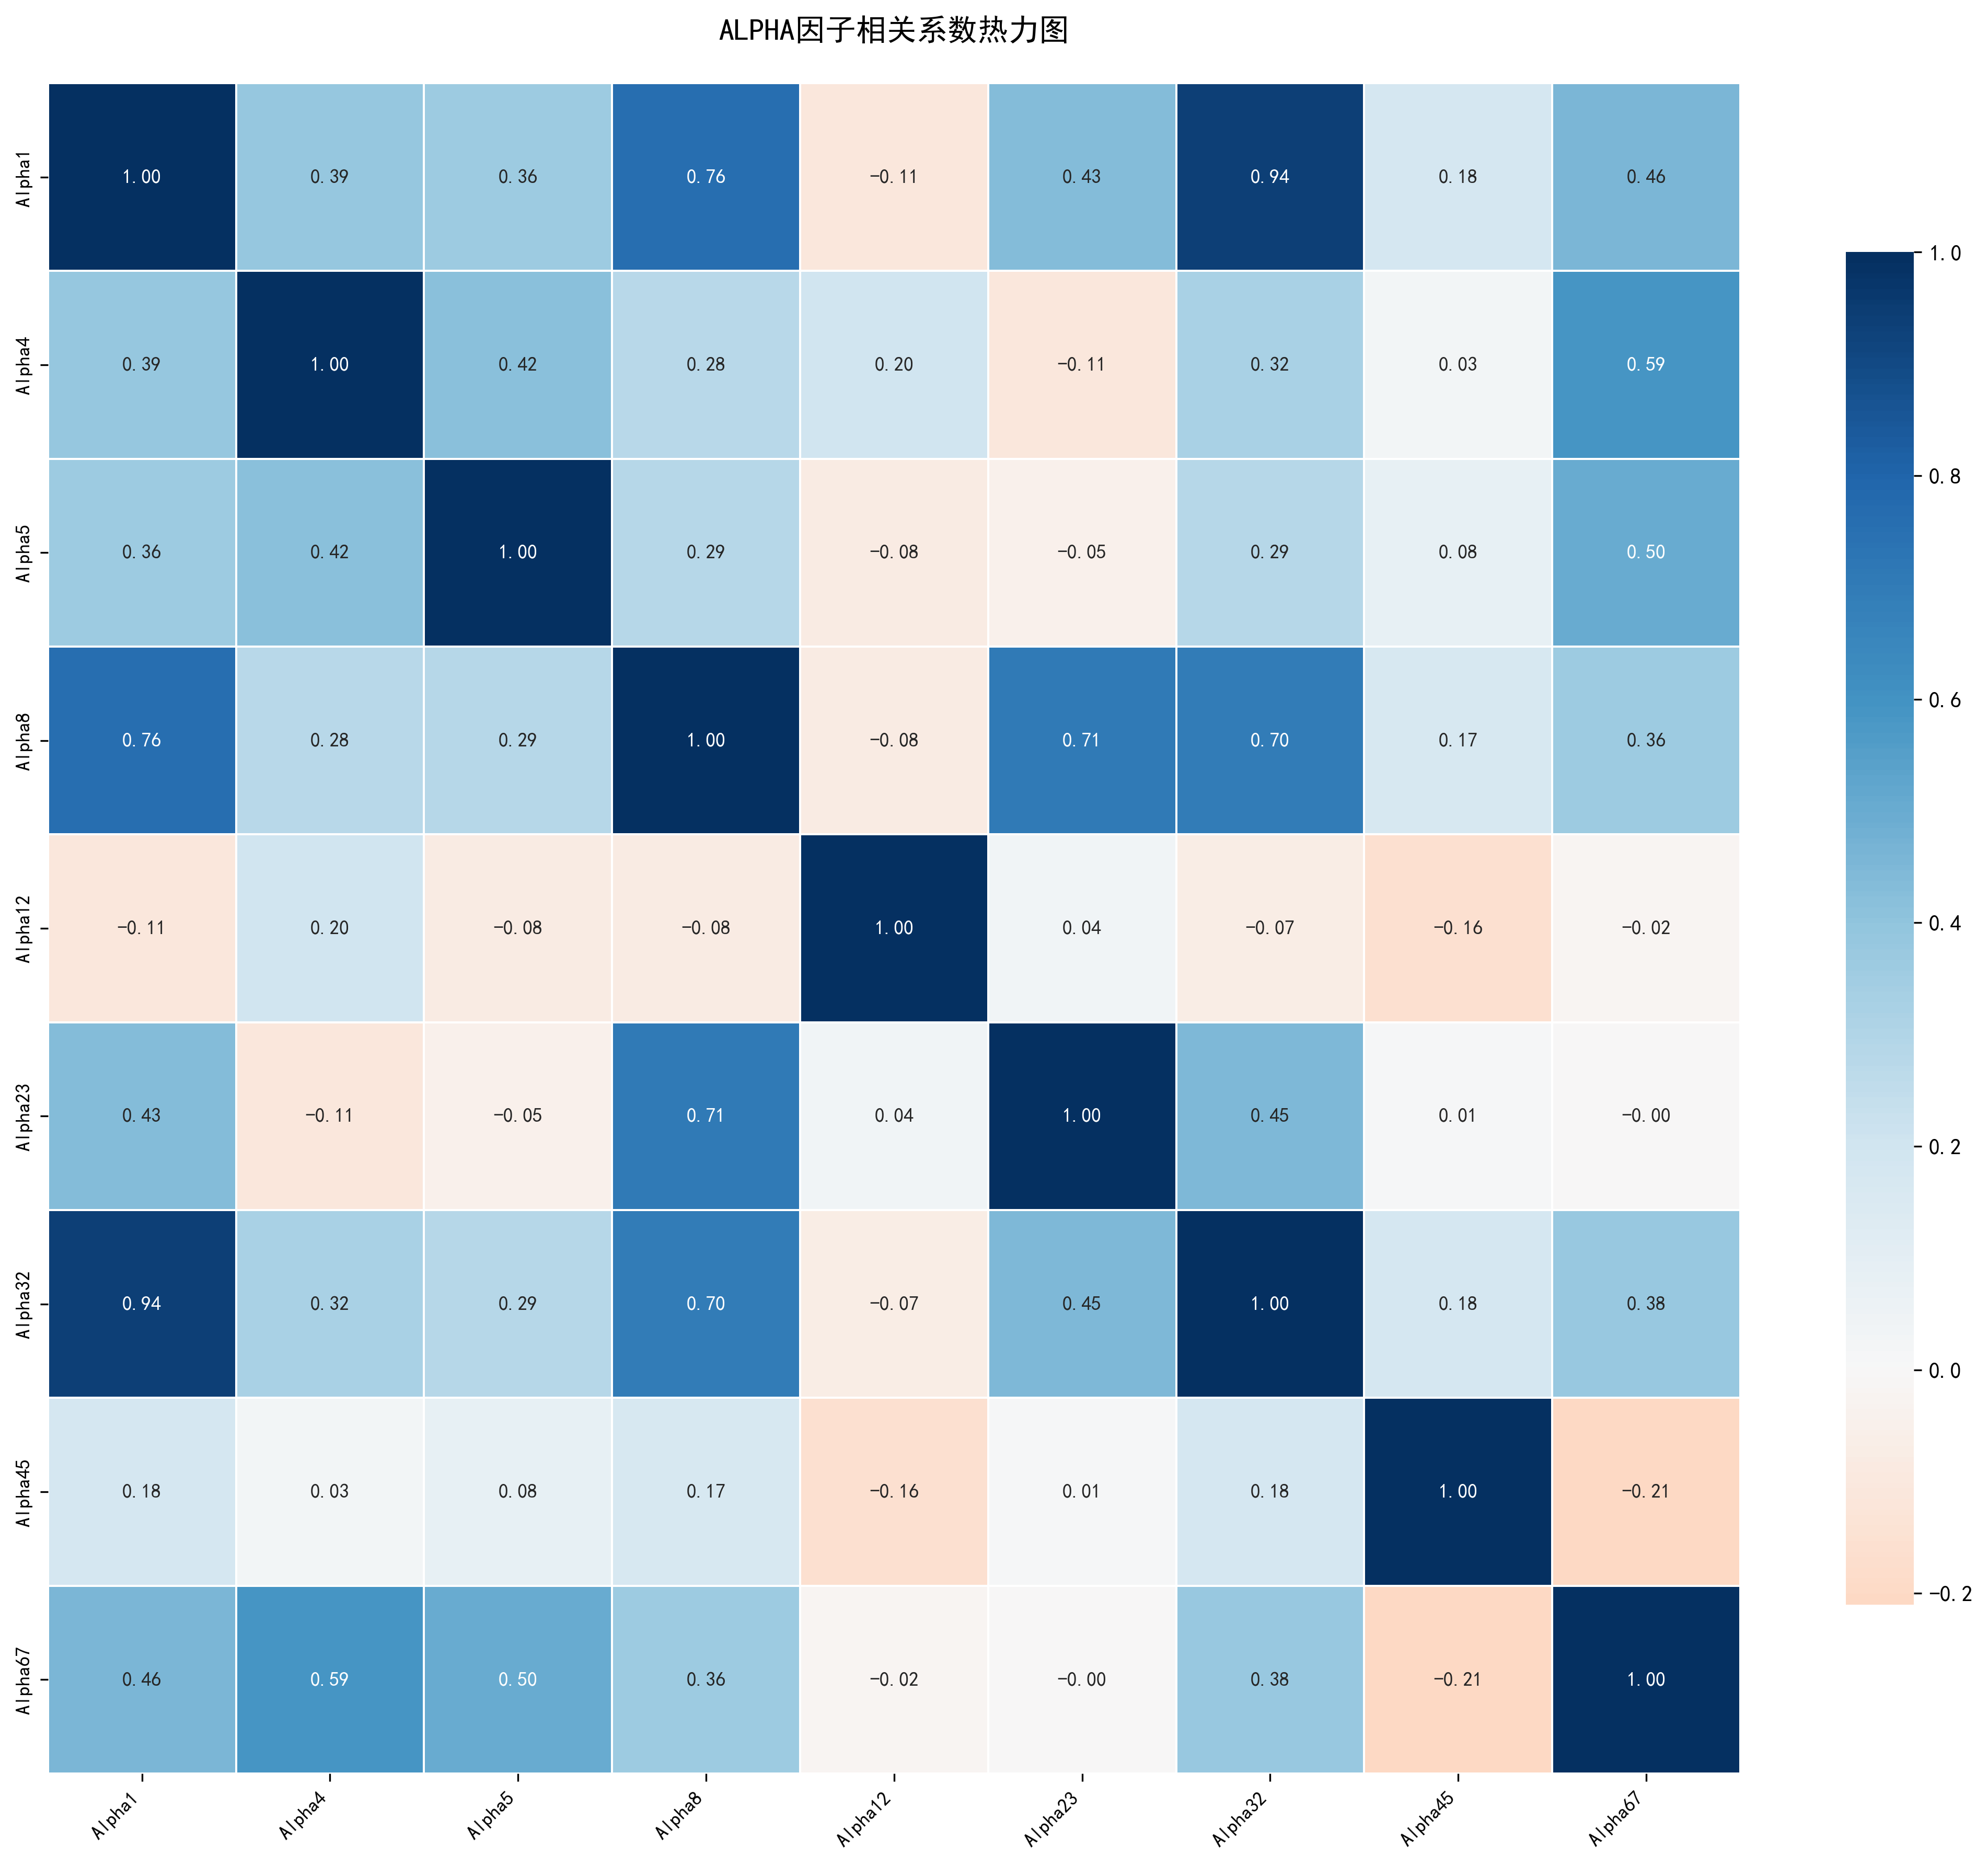 ALPHA因子相关系数热力图
Alpha1 1.00 0.39 0.36 0.76 -0.11 0.43 0.94 0.18 0.46
Alpha4 0.39 1.00 0.42 0.28 0.20 -0.11 0.32 0.03 0.59
Alpha5 0.36 0.42 1.00 0.29 -0.08 -0.05 0.29 0.08 0.50
Alpha8 0.76 0.28 0.29 1.00 -0.08 0.71 0.70 0.17 0.36
Alpha12 -0.11 0.20 -0.08 -0.08 1.00 0.04 -0.07 -0.16 -0.02
Alpha23 0.43 -0.11 -0.05 0.71 0.04 1.00 0.45 0.01 -0.00
Alpha32 0.94 0.32 0.29 0.70 -0.07 0.45 1.00 0.18 0.38
Alpha45 0.18 0.03 0.08 0.17 -0.16 0.01 0.18 1.00 -0.21
Alpha67 0.46 0.59 0.50 0.36 -0.02 -0.00 0.38 -0.21 1.00
Alpha1 Alpha4 Alpha5 Alpha8 Alpha12 Alpha23 Alpha32 Alpha45 Alpha67
1.0
0.8
0.6
0.4
0.2
0.0
-0.2